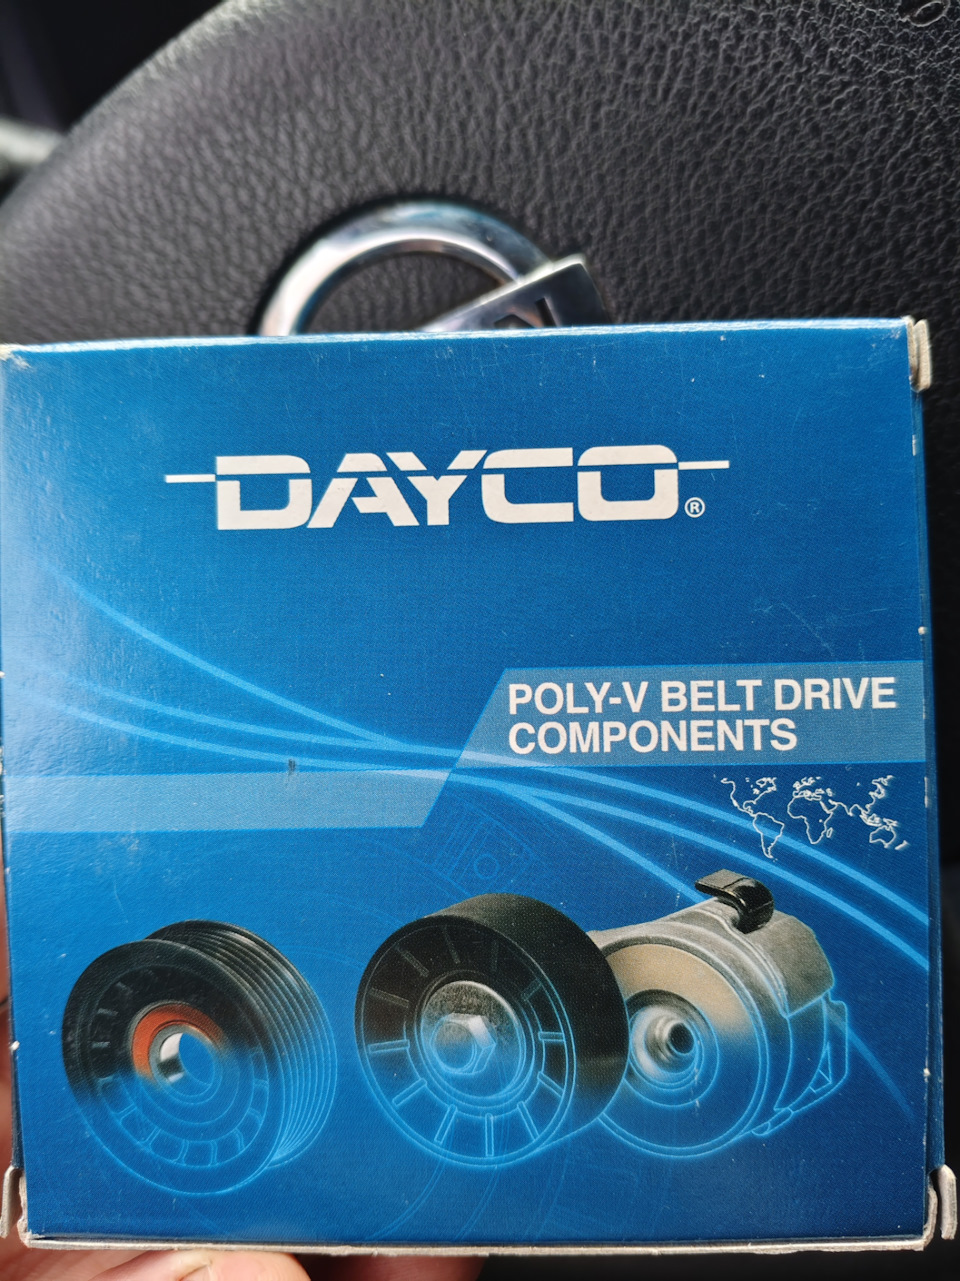 DAYCO®
POLY-V BELT DRIVE
COMPONENTS